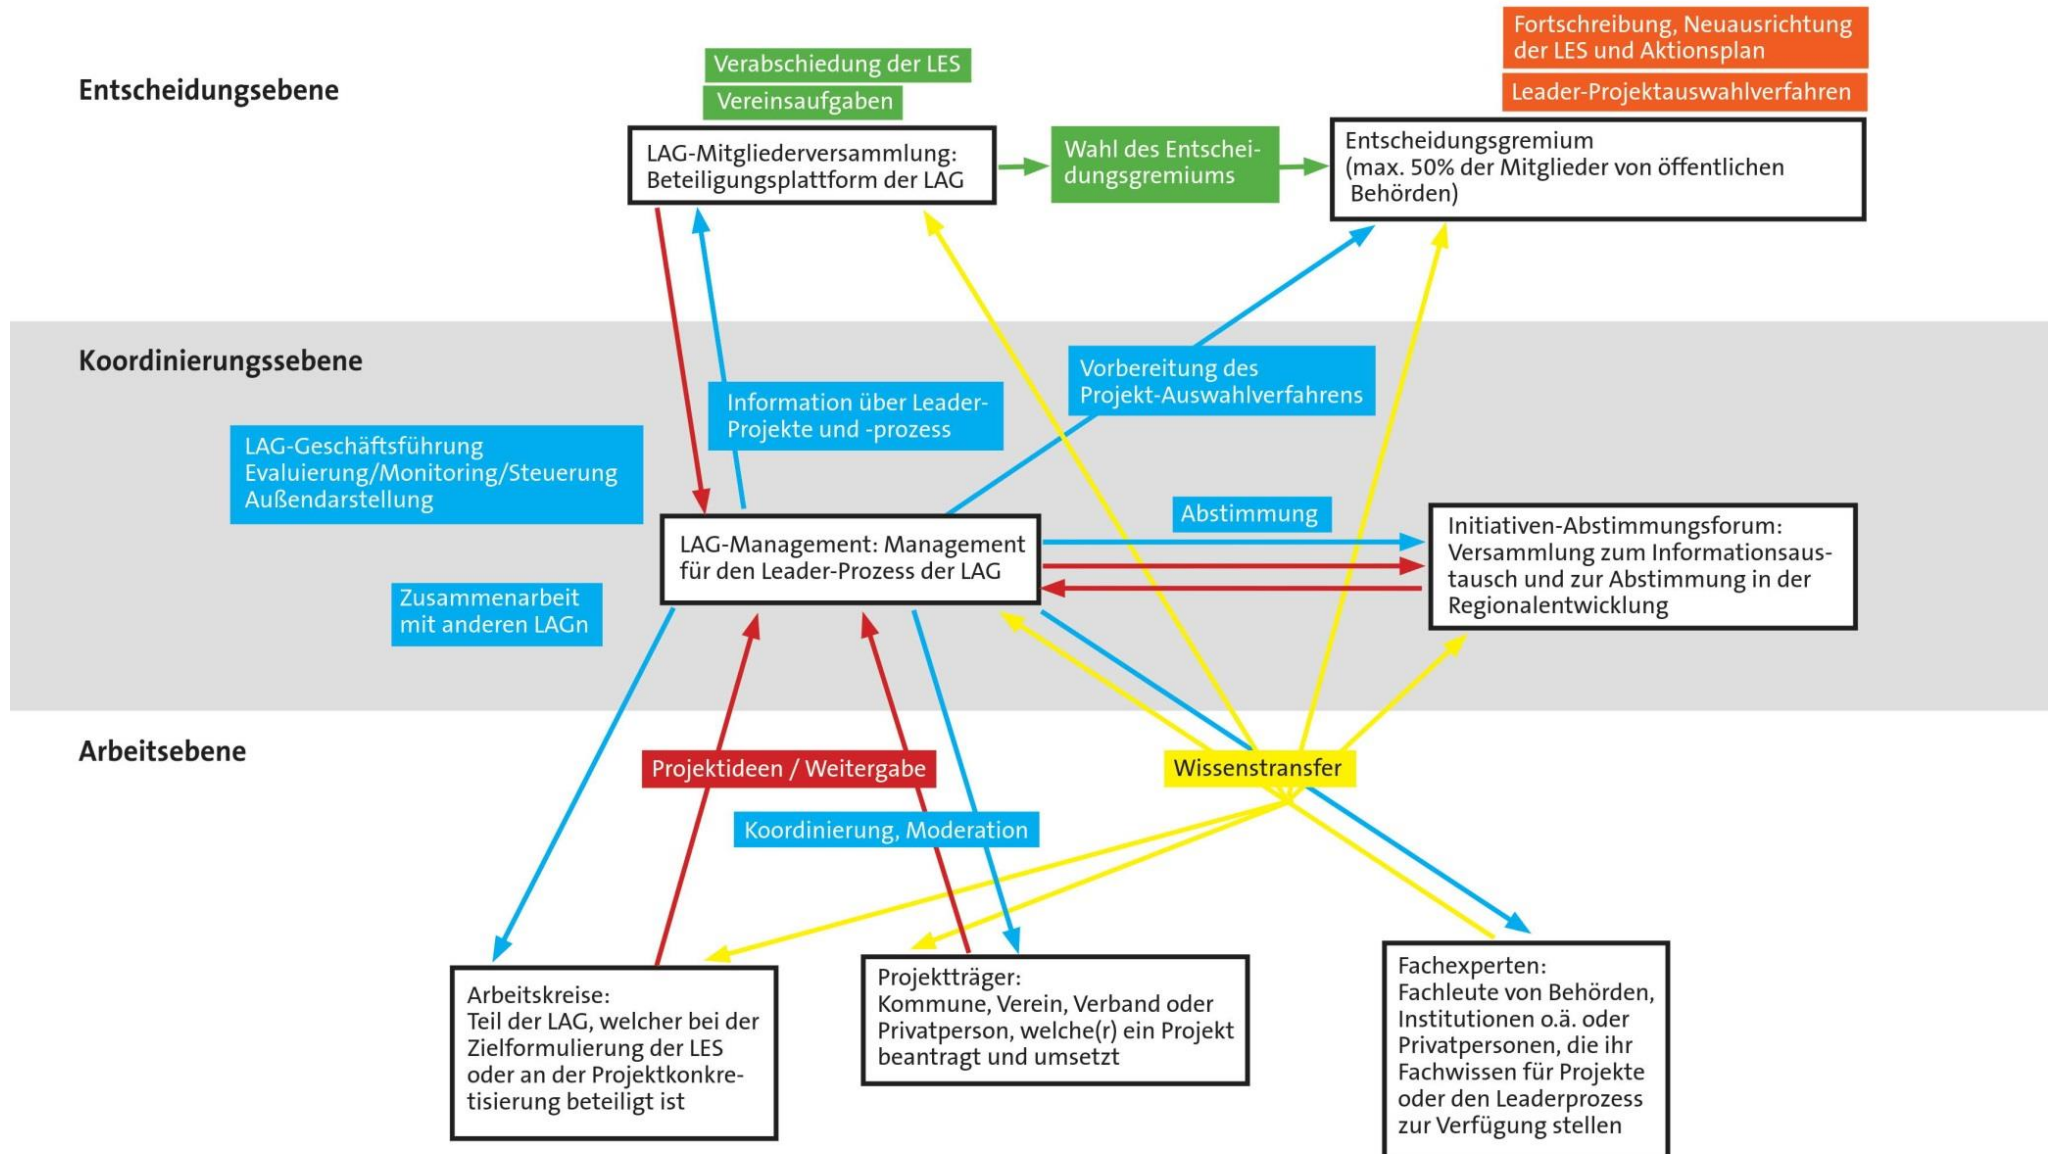 Fortschreibung, Neuausrichtung
der LES und Aktionsplan
Leader-Projektauswahlverfahren
Entscheidungsebene
Verabschiedung der LES
Vereinsaufgaben
LAG-Mitgliederversammlung:
Beteiligungsplattform der LAG
Wahl des Entschei-
dungsgremiums
Entscheidungsgremium
(max. 50% der Mitglieder von öffentlichen
Behörden)
Koordinierungssebene
Information über Leader-
Projekte und -prozess
Vorbereitung des
Projekt-Auswahlverfahrens
LAG-Geschäftsführung
Evaluierung/Monitoring/Steuerung
Außendarstellung
Abstimmung
LAG-Management: Management
für den Leader-Prozess der LAG
Initiativen-Abstimmungsforum:
Versammlung zum Informationsaus-
tausch und zur Abstimmung in der
Regionalentwicklung
Zusammenarbeit
mit anderen LAGn
Arbeitsebene
Projektideen / Weitergabe
Wissenstransfer
Koordinierung, Moderation
Arbeitskreise:
Teil der LAG, welcher bei der
Zielformulierung der LES
oder an der Projektkonkre-
tisierung beteiligt ist
Projektträger:
Kommune, Verein, Verband oder
Privatperson, welche(r) ein Projekt
beantragt und umsetzt
Fachexperten:
Fachleute von Behörden,
Institutionen o.ä. oder
Privatpersonen, die ihr
Fachwissen für Projekte
oder den Leaderprozess
zur Verfügung stellen